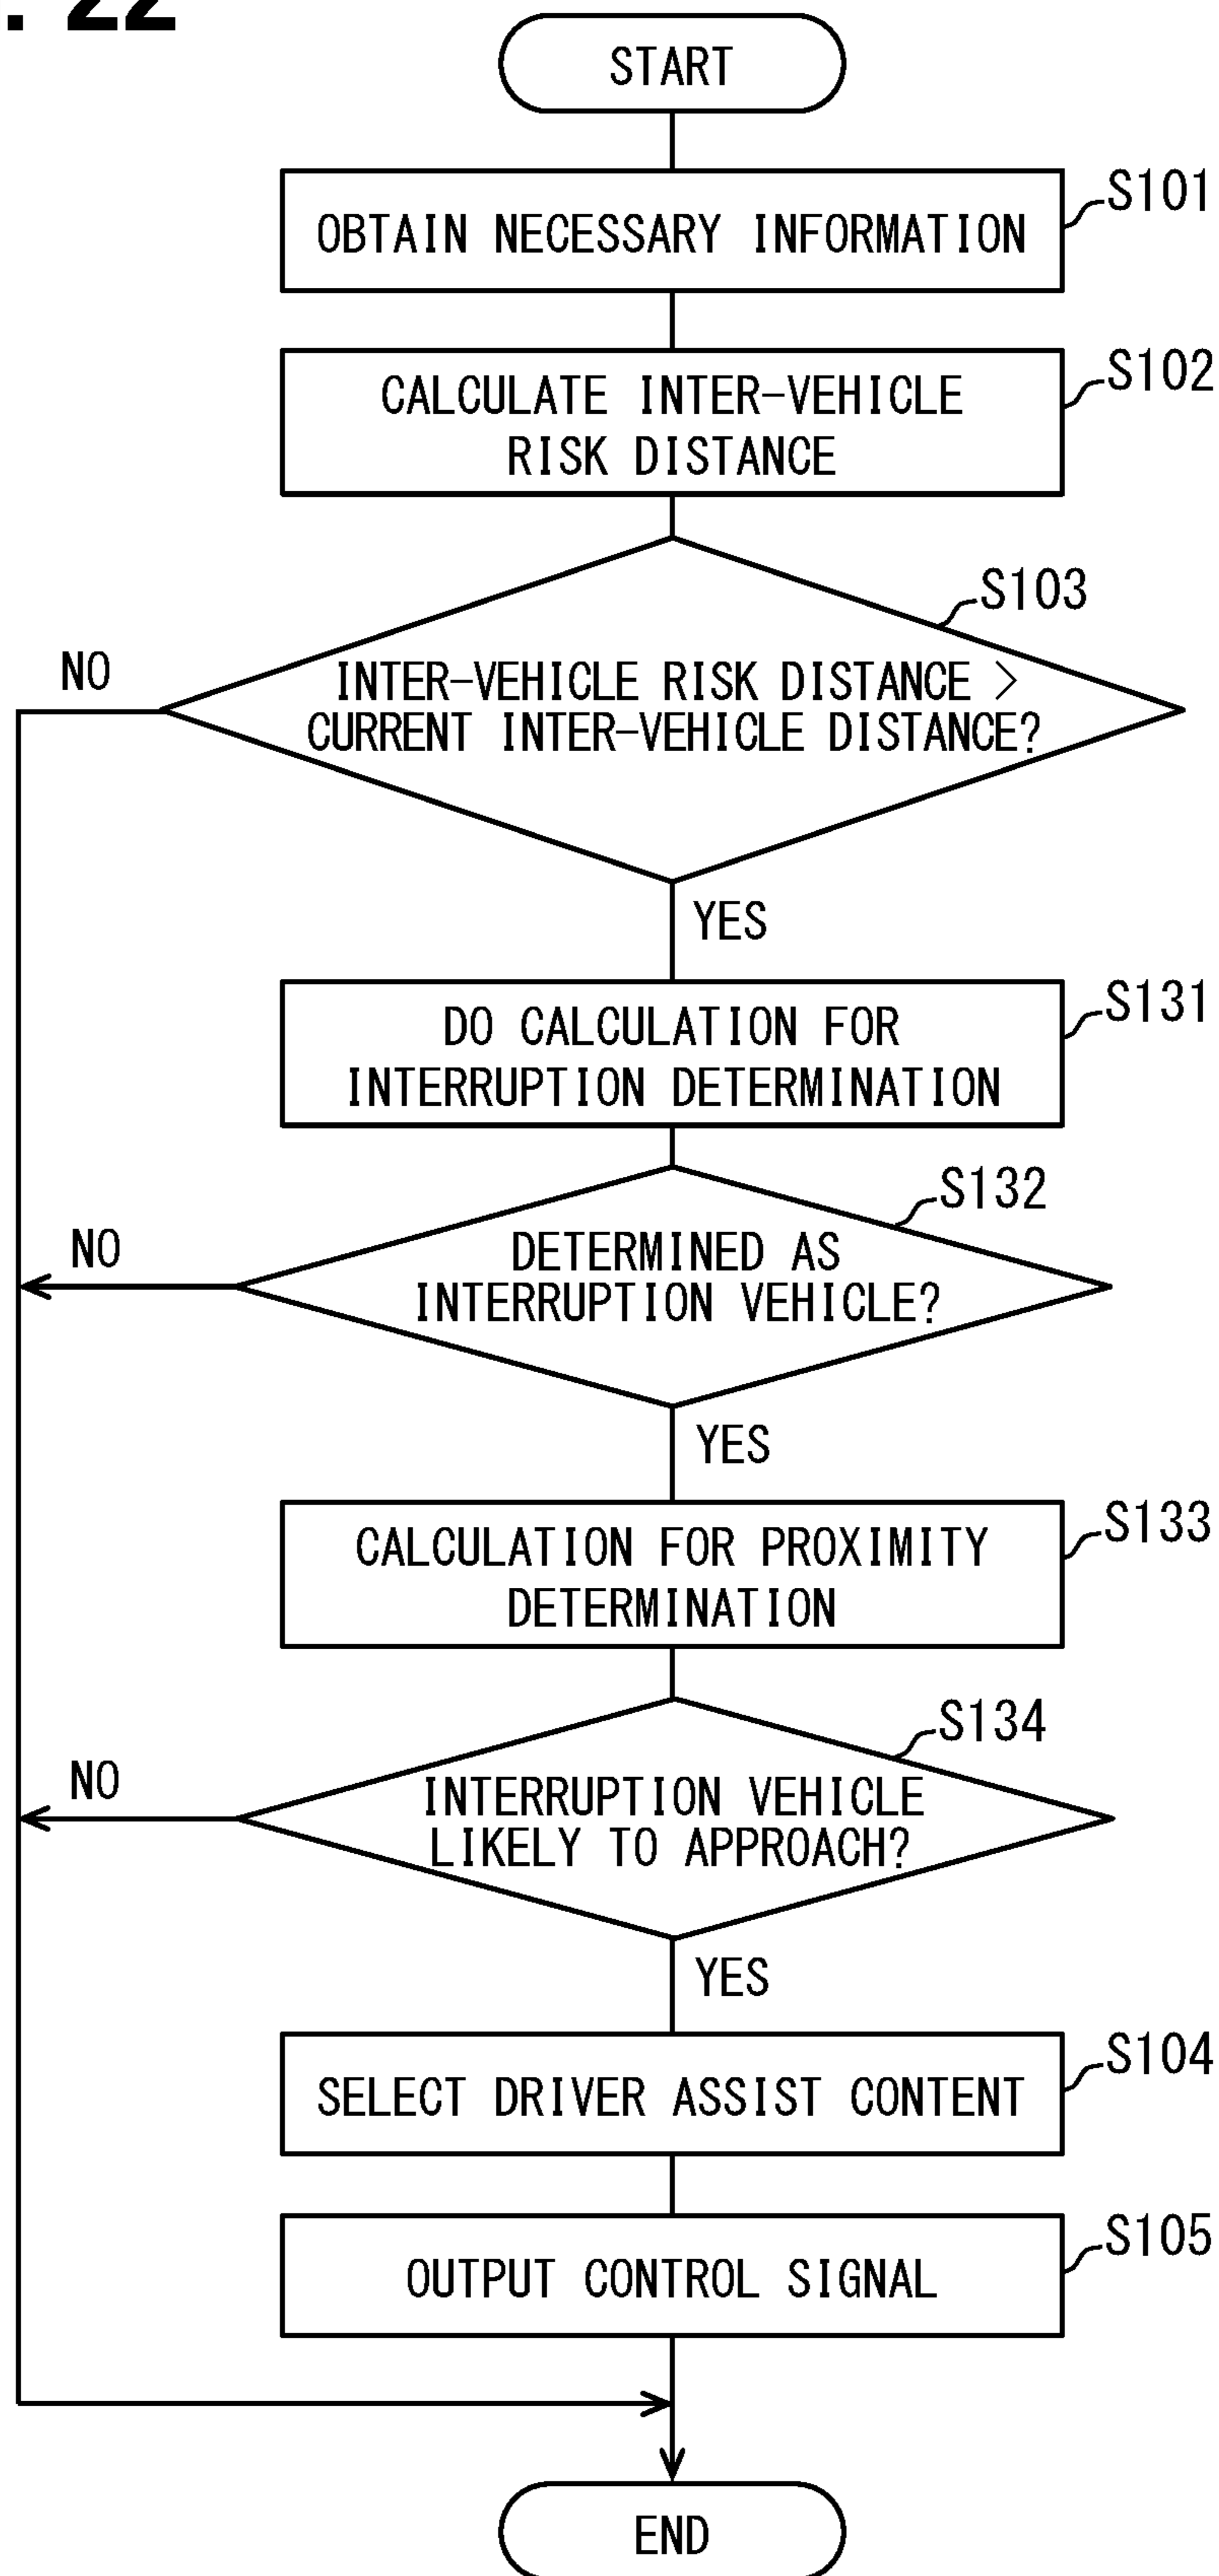 . 22
START
S101
OBTAIN NECESSARY INFORMATION
S102
CALCULATE INTER-VEHICLE
RISK DISTANCE
S103
NO
INTER-VEHICLE RISK DISTANCE >
CURRENT INTER-VEHICLE DISTANCE?
YES
S131
DO CALCULATION FOR
INTERRUPTION DETERMINATION
S132
NO
DETERMINED AS
INTERRUPTION VEHICLE?
YES
S133
CALCULATION FOR PROXIMITY
DETERMINATION
S134
NO
INTERRUPTION VEHICLE
LIKELY TO APPROACH?
YES
S104
SELECT DRIVER ASSIST CONTENT
S105
OUTPUT CONTROL SIGNAL
END